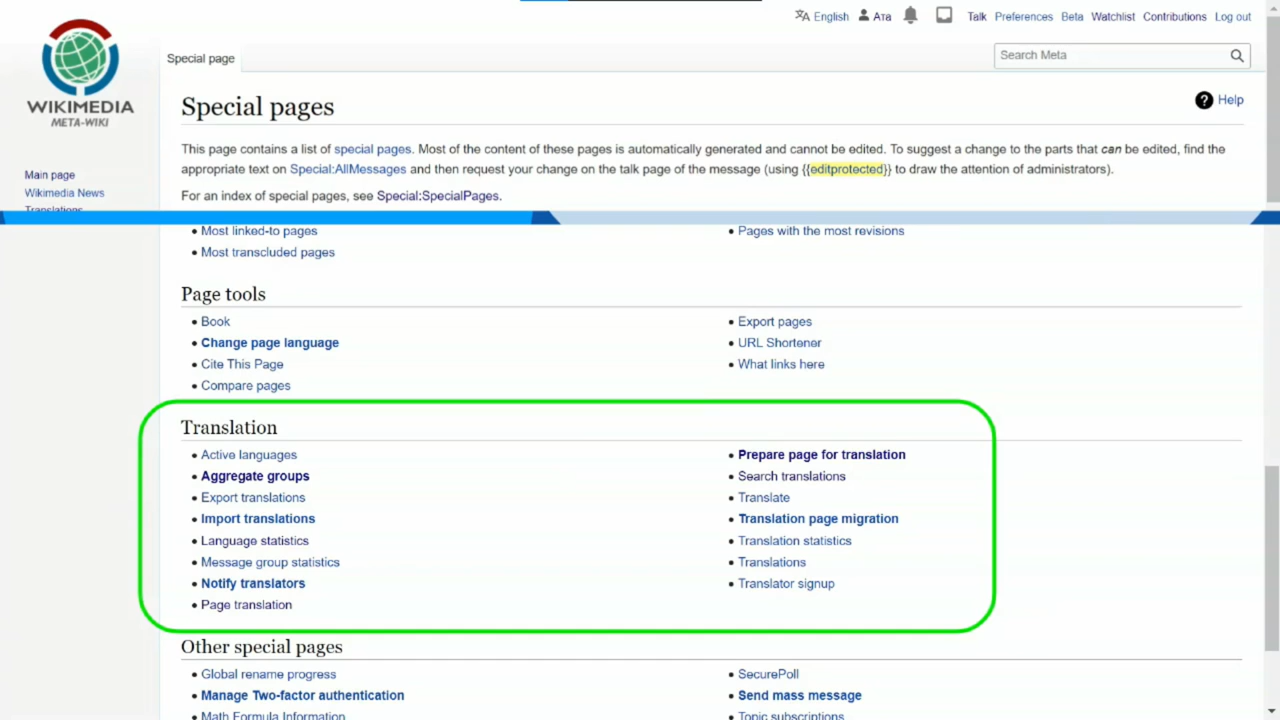 English Ата Talk Preferences Beta Watchlist Contributions Log out
Special page
Search Meta
WIKIMEDIA
META-WIKI
Special pages
Help
This page contains a list of special pages. Most of the content of these pages is automatically generated and cannot be edited. To suggest a change to the parts that can be edited, find the
appropriate text on Special:AllMessages and then request your change on the talk page of the message (using {{editprotected}} to draw the attention of administrators).
For an index of special pages, see Special:SpecialPages.
Main page
Wikimedia News
Translations
• Most linked-to pages
• Most transcluded pages
• Pages with the most revisions
Page tools
• Book
• Change page language
• Cite This Page
• Compare pages
• Export pages
• URL Shortener
• What links here
Translation
• Active languages
• Aggregate groups
• Export translations
• Import translations
• Language statistics
• Message group statistics
• Notify translators
• Page translation
• Prepare page for translation
• Search translations
• Translate
• Translation page migration
• Translation statistics
• Translations
• Translator signup
Other special pages
• Global rename progress
• Manage Two-factor authentication
• Math Formula Information
• SecurePoll
• Send mass message
• Topic subscriptions